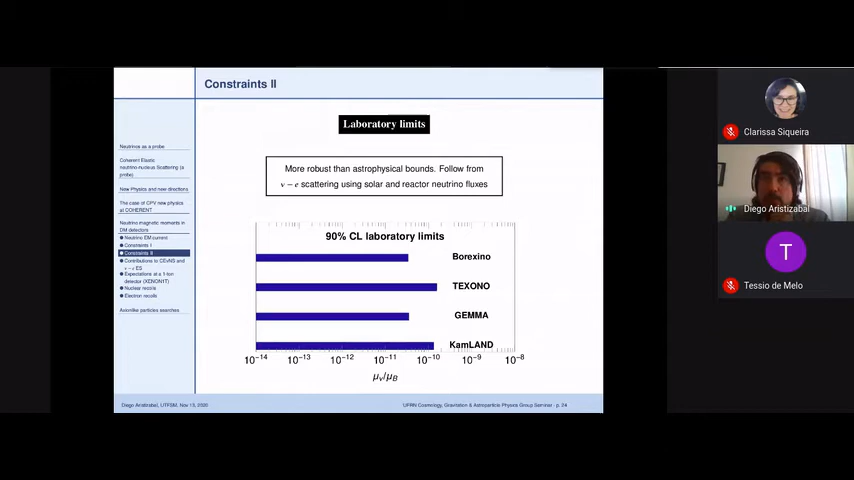 Constraints II
Laboratory limits
More robust than astrophysical bounds. Follow from
ν − e scattering using solar and reactor neutrino fluxes
Neutrinos as a probe
Coherent Elastic
neutrino-nucleus Scattering (a
probe)
New Physics and new directions
The case of CPV new physics
at COHERENT
Neutrino magnetic moments in
DM detectors
Neutrino EM current
Constraints I
Constraints II
Contributions to CEvNS and
ν − e ES
Expectations at a 1-ton
detector (XENON1T)
Nuclear recoils
Electron recoils
Axionlike particles searches
90% CL laboratory limits
Borexino
TEXONO
GEMMA
KamLAND
10⁻¹⁴ 10⁻¹³ 10⁻¹² 10⁻¹¹ 10⁻¹⁰ 10⁻⁹ 10⁻⁸
μν/μB
Diego Aristizabal, UTFSM, Nov 13, 2020
UFRN Cosmology, Gravitation & Astroparticle Physics Group Seminar - p. 24
Clarissa Siqueira
Diego Aristizabal
T
Tessio de Melo